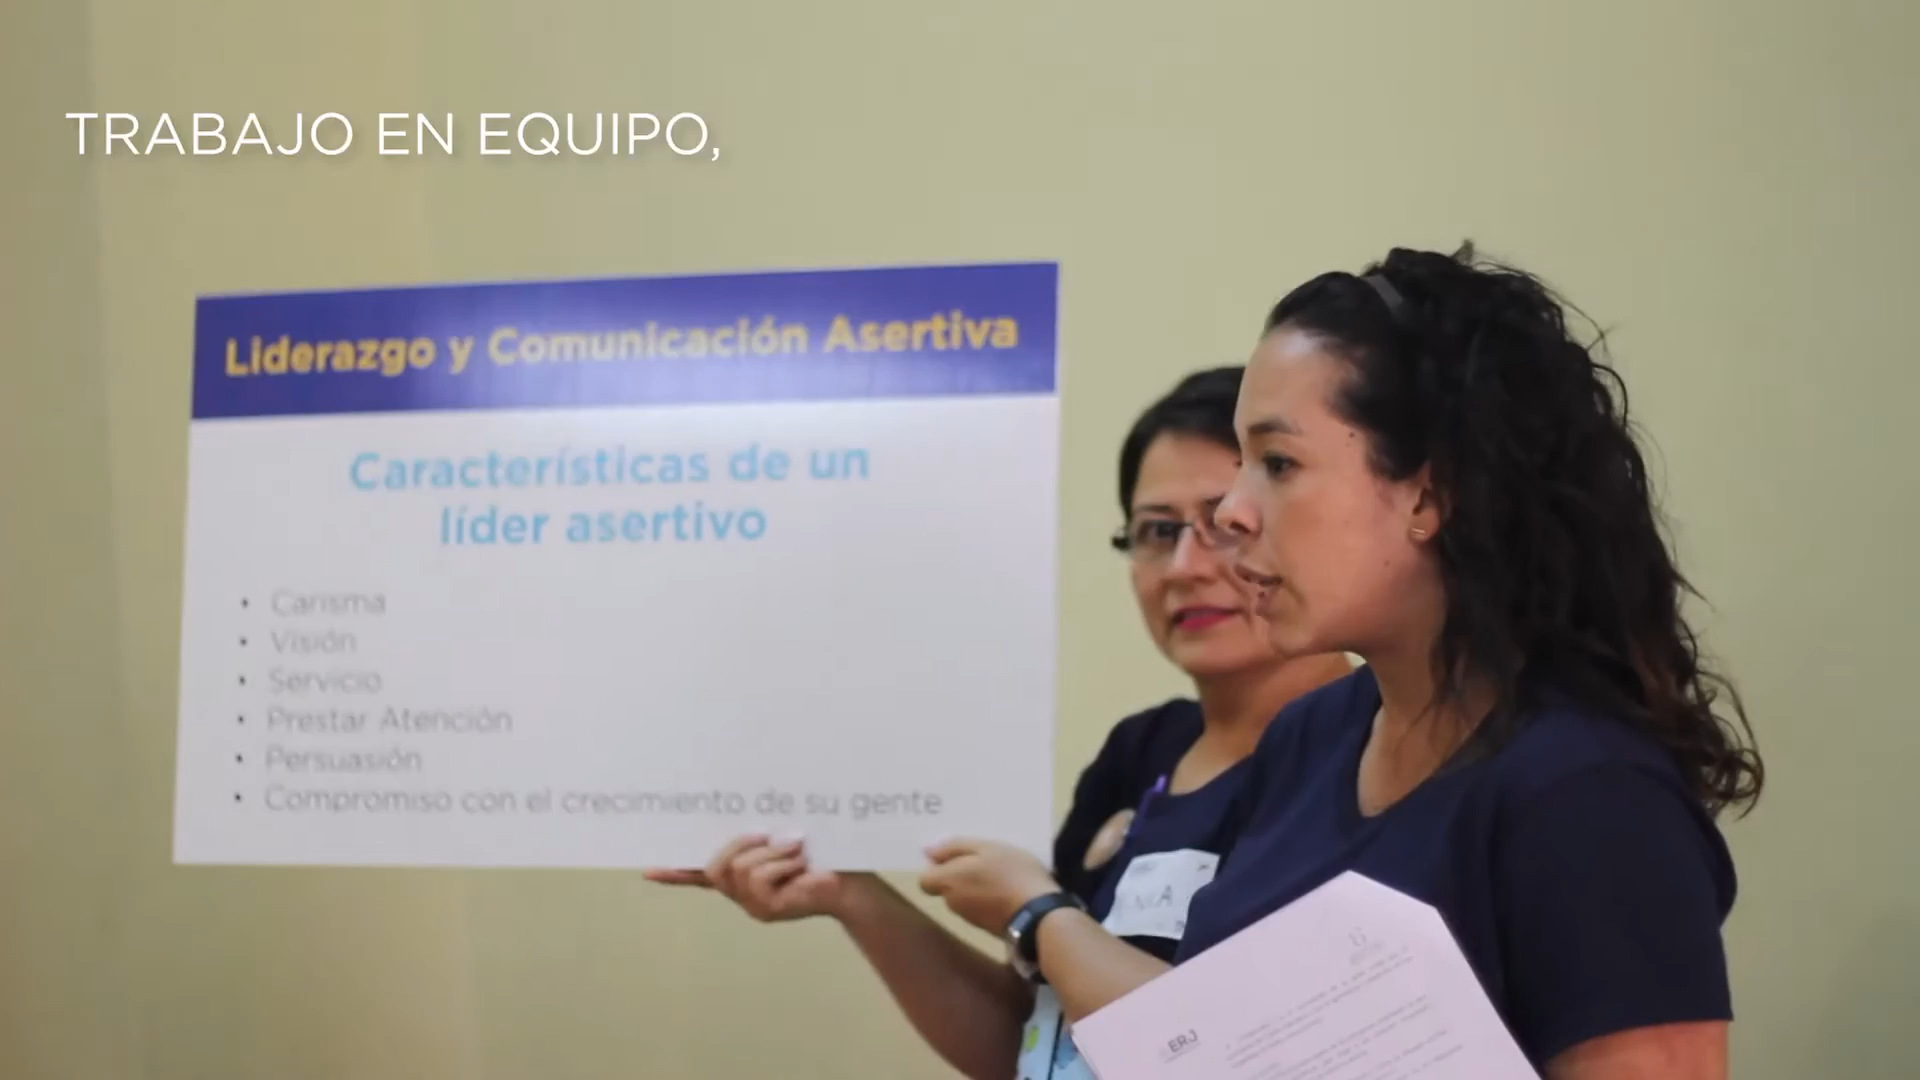 TRABAJO EN EQUIPO,
Liderazgo y Comunicación Asertiva
Características de un
líder asertivo
• Carisma
• Visión
• Servicio
• Prestar Atención
• Persuasión
• Compromiso con el crecimiento de su gente
ERJ